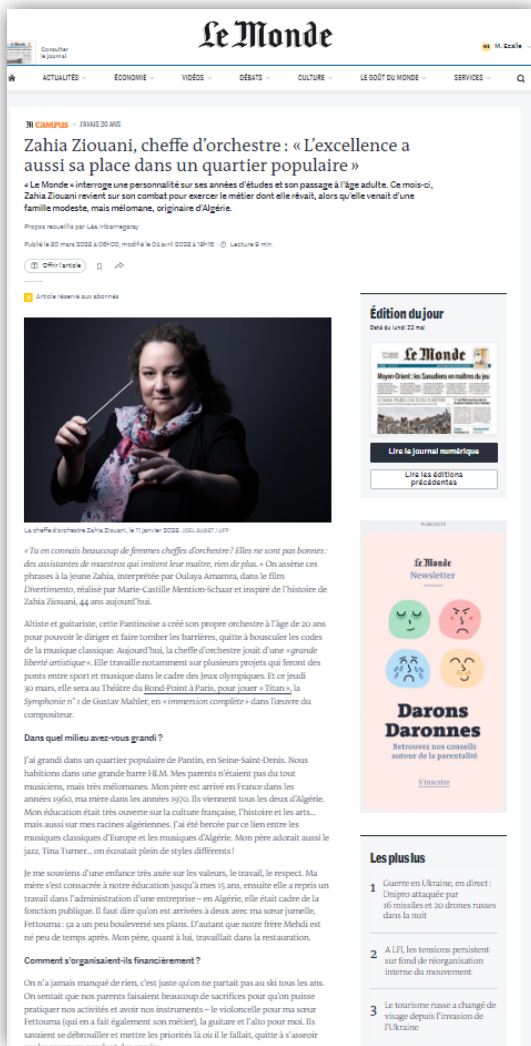 Le Monde
Consulter
le journal
M. Ecalle
ACTUALITÉS
ÉCONOMIE
VIDÉOS
DÉBATS
CULTURE
LE GOÛT DU MONDE
SERVICES
M CAMPUS · J'AVAIS 20 ANS
Zahia Ziouani, cheffe d'orchestre : « L'excellence a
aussi sa place dans un quartier populaire »
« Le Monde » interroge une personnalité sur ses années d'études et son passage à l'âge adulte. Ce mois-ci,
Zahia Ziouani revient sur son combat pour exercer le métier dont elle rêvait, alors qu'elle venait d'une
famille modeste, mais mélomane, originaire d'Algérie.
Propos recueillis par Léa Iribarnegaray
Publié le 30 mars 2023 à 06h00, modifié le 04 avril 2023 à 19h16 · Lecture 9 min.
Offrir l'article
Article réservé aux abonnés
La cheffe d'orchestre Zahia Ziouani, le 11 janvier 2023. JOEL SAGET / AFP
« Tu en connais beaucoup de femmes cheffes d'orchestre ? Elles ne sont pas bonnes :
des assistantes de maestros qui imitent leur maître, rien de plus. » On assène ces
phrases à la jeune Zahia, interprétée par Oulaya Amamra, dans le film
Divertimento, réalisé par Marie-Castille Mention-Schaar et inspiré de l'histoire de
Zahia Ziouani, 44 ans aujourd'hui.
Altiste et guitariste, cette Pantinoise a créé son propre orchestre à l'âge de 20 ans
pour pouvoir le diriger et faire tomber les barrières, quitte à bousculer les codes
de la musique classique. Aujourd'hui, la cheffe d'orchestre jouit d'une « grande
liberté artistique ». Elle travaille notamment sur plusieurs projets qui feront des
ponts entre sport et musique dans le cadre des Jeux olympiques. Et ce jeudi
30 mars, elle sera au Théâtre du Rond-Point à Paris, pour jouer « Titan », la
Symphonie n° 1 de Gustav Mahler, en « immersion complète » dans l'œuvre du
compositeur.
Dans quel milieu avez-vous grandi ?
J'ai grandi dans un quartier populaire de Pantin, en Seine-Saint-Denis. Nous
habitions dans une grande barre HLM. Mes parents n'étaient pas du tout
musiciens, mais très mélomanes. Mon père est arrivé en France dans les
années 1960, ma mère dans les années 1970. Ils viennent tous les deux d'Algérie.
Mon éducation était très ouverte sur la culture française, l'histoire et les arts...
mais aussi sur mes racines algériennes. J'ai été bercée par ce lien entre les
musiques classiques d'Europe et les musiques d'Algérie. Mon père adorait aussi le
jazz, Tina Turner... on écoutait plein de styles différents !
Je me souviens d'une enfance très axée sur les valeurs, le travail, le respect. Ma
mère s'est consacrée à notre éducation jusqu'à mes 15 ans, ensuite elle a repris un
travail dans l'administration d'une entreprise – en Algérie, elle était cadre de la
fonction publique. Il faut dire qu'on est arrivées à deux avec ma sœur jumelle,
Fettouma : ça a un peu bouleversé ses plans. D'autant que notre frère Mehdi est
né peu de temps après. Mon père, quant à lui, travaillait dans la restauration.
Comment s'organisaient-ils financièrement ?
On n'a jamais manqué de rien, c'est juste qu'on ne partait pas au ski tous les ans.
On sentait que nos parents faisaient beaucoup de sacrifices pour qu'on puisse
pratiquer nos activités et avoir nos instruments – le violoncelle pour ma sœur
Fettouma (qui en a fait également son métier), la guitare et l'alto pour moi. Ils
savaient se débrouiller et mettre les priorités là où il le fallait, quitte à s'asseoir
Édition du jour
Daté du lundi 22 mai
Le Monde
Moyen-Orient : les Saoudiens en maîtres du jeu
Lire le journal numérique
Lire les éditions
précédentes
PUBLICITÉ
Le Monde
Newsletter
Darons
Daronnes
Retrouvez nos conseils
autour de la parentalité
S'inscrire
Les plus lus
1 Guerre en Ukraine, en direct :
Dnipro attaquée par
16 missiles et 20 drones russes
dans la nuit
2 A LFI, les tensions persistent
sur fond de réorganisation
interne du mouvement
3 Le tourisme russe a changé de
visage depuis l'invasion de
l'Ukraine